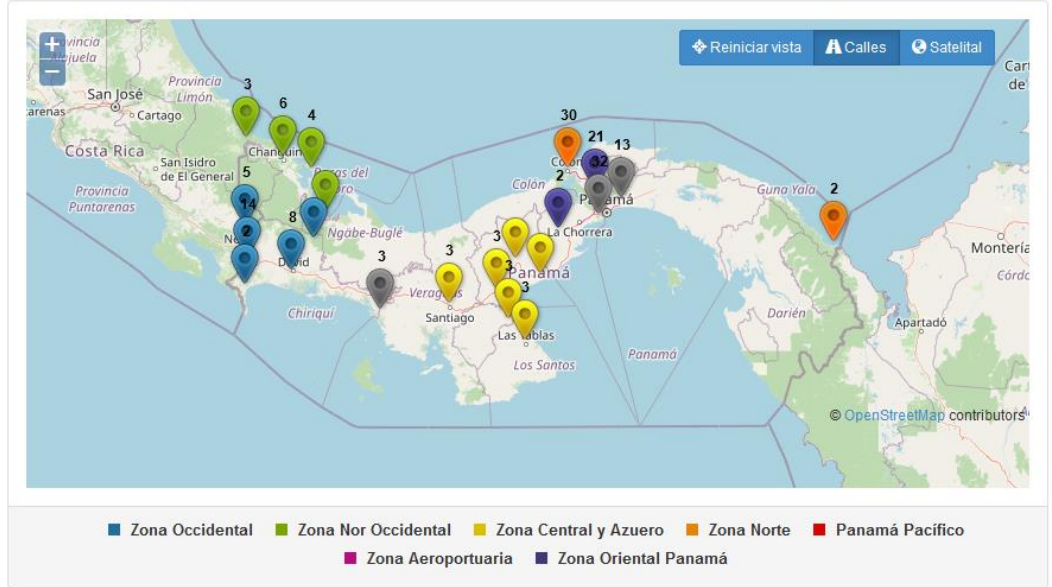 +
−
Reiniciar vista Calles Satelital
Provincia
Provincia
Limón
San José
Cartago
Costa Rica
San Isidro
de El General
Provincia
Puntarenas
3
6
4
5
14
8
2
3
3
3
3
3
30
21
13
32
2
2
Colón
Guna Yala
Ngäbe-Buglé
La Chorrera
Panamá
Montería
Chiriquí
Santiago
Darién
Apartadó
Las Tablas
Los Santos
Panamá
© OpenStreetMap contributors
Zona Occidental Zona Nor Occidental Zona Central y Azuero Zona Norte Panamá Pacífico
Zona Aeroportuaria Zona Oriental Panamá